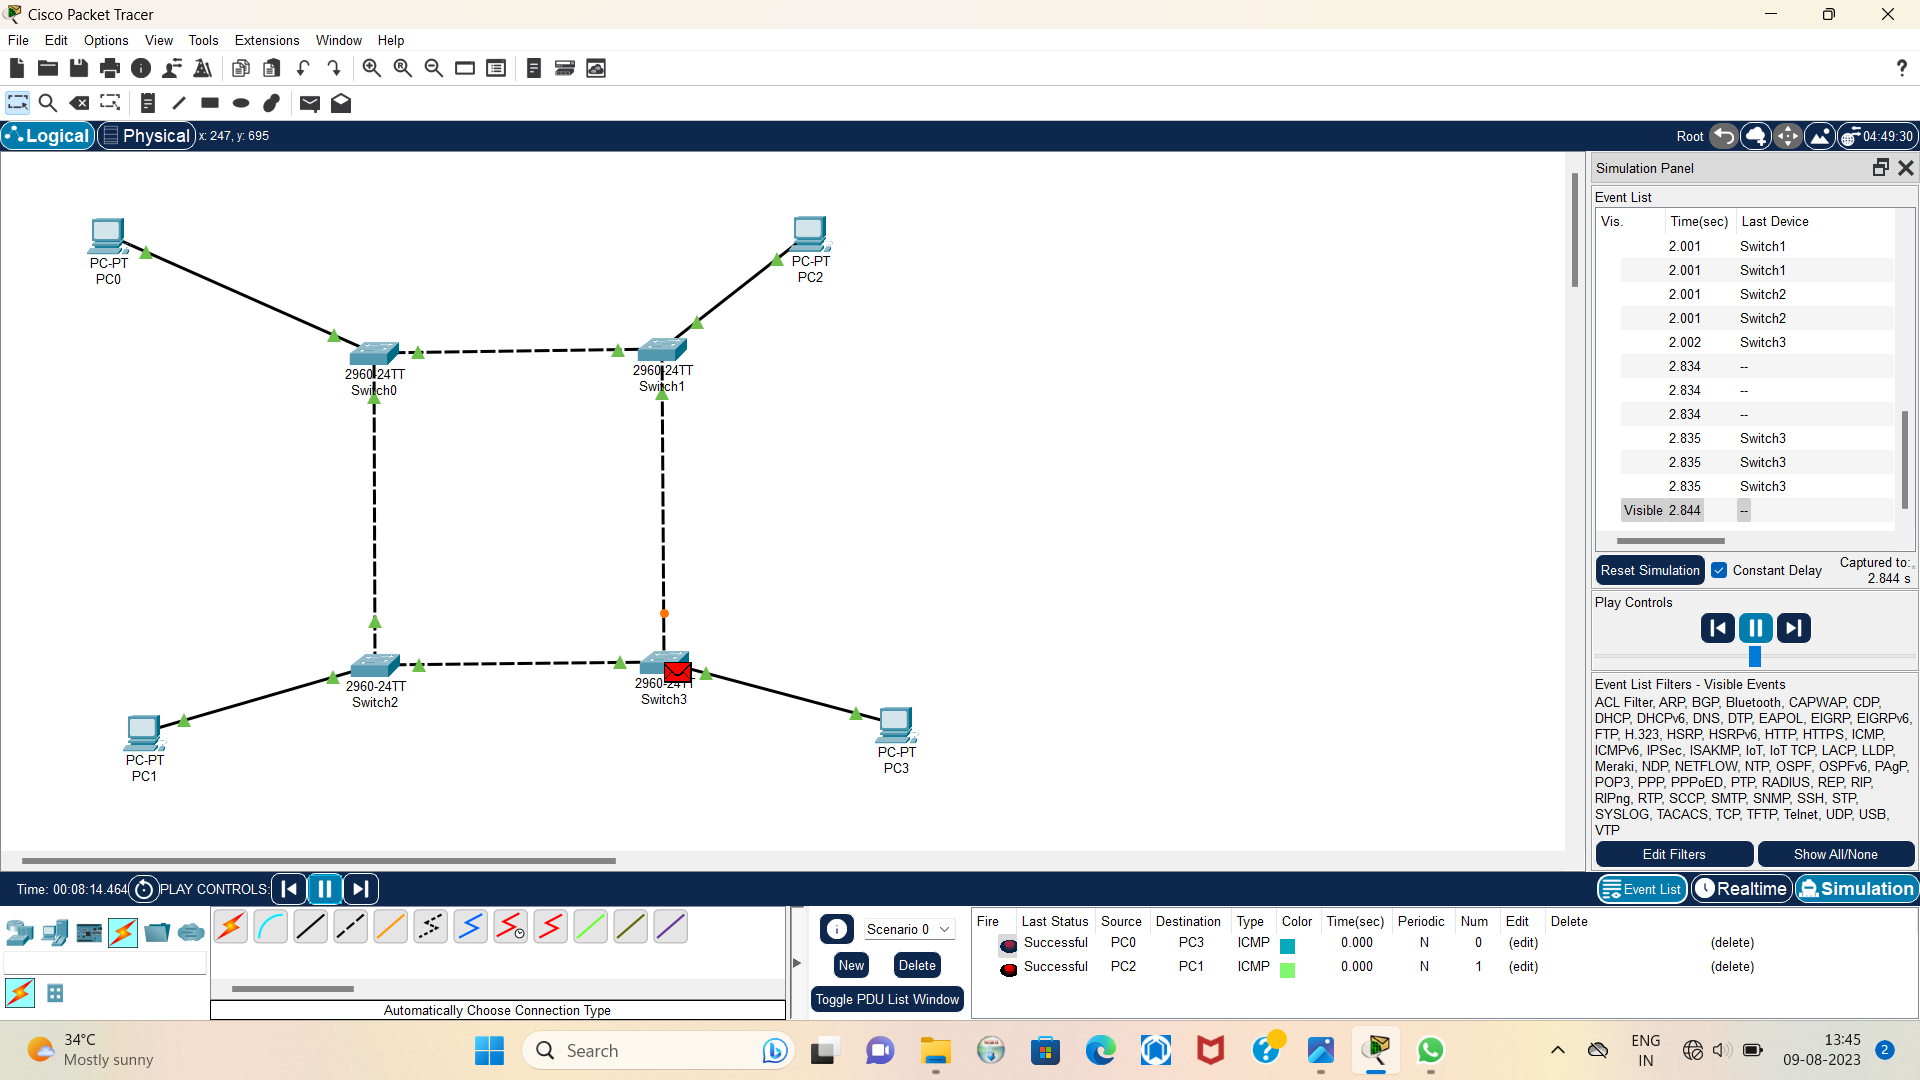 Cisco Packet Tracer
File Edit Options View Tools Extensions Window Help
Logical Physical x: 247, y: 695 Root 04:49:30
PC-PT
PC0
PC-PT
PC2
2960-24TT
Switch0
2960-24TT
Switch1
2960-24TT
Switch2
2960-24TT
Switch3
PC-PT
PC1
PC-PT
PC3
Simulation Panel
Event List
Vis. Time(sec) Last Device
2.001 Switch1
2.001 Switch1
2.001 Switch2
2.001 Switch2
2.002 Switch3
2.834 --
2.834 --
2.834 --
2.835 Switch3
2.835 Switch3
2.835 Switch3
Visible 2.844 --
Reset Simulation Constant Delay Captured to:
2.844 s
Play Controls
Event List Filters - Visible Events
ACL Filter, ARP, BGP, Bluetooth, CAPWAP, CDP,
DHCP, DHCPv6, DNS, DTP, EAPOL, EIGRP, EIGRPv6,
FTP, H.323, HSRP, HSRPv6, HTTP, HTTPS, ICMP,
ICMPv6, IPSec, ISAKMP, IoT, IoT TCP, LACP, LLDP,
Meraki, NDP, NETFLOW, NTP, OSPF, OSPFv6, PAgP,
POP3, PPP, PPPoED, PTP, RADIUS, REP, RIP,
RIPng, RTP, SCCP, SMTP, SNMP, SSH, STP,
SYSLOG, TACACS, TCP, TFTP, Telnet, UDP, USB,
VTP
Edit Filters Show All/None
Time: 00:08:14.464 PLAY CONTROLS: Event List Realtime Simulation
Automatically Choose Connection Type
Scenario 0
New Delete
Toggle PDU List Window
Fire Last Status Source Destination Type Color Time(sec) Periodic Num Edit Delete
Successful PC0 PC3 ICMP 0.000 N 0 (edit) (delete)
Successful PC2 PC1 ICMP 0.000 N 1 (edit) (delete)
34°C
Mostly sunny
Search
ENG
IN
13:45
09-08-2023
2